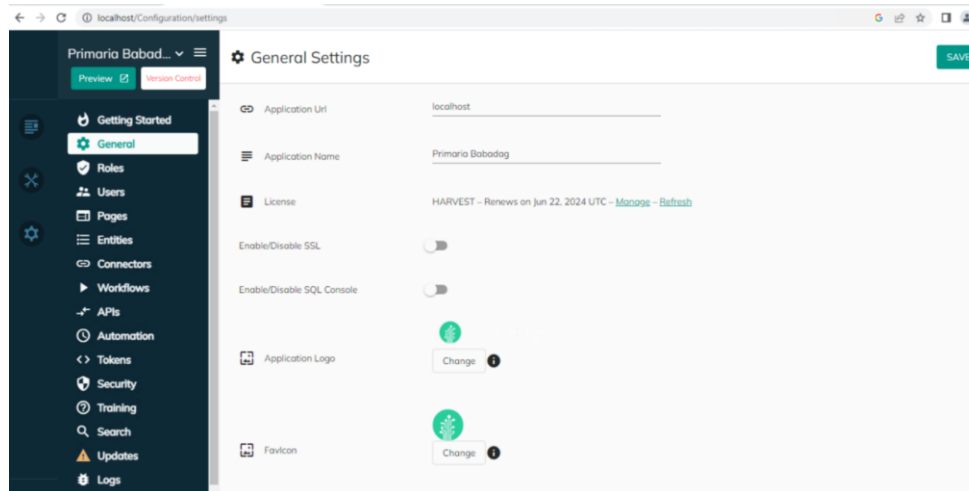 localhost/Configuration/settings
Primaria Babad...
Preview
Version Control
General Settings
SAVE
Getting Started
General
Roles
Users
Pages
Entities
Connectors
Workflows
APIs
Automation
Tokens
Security
Training
Search
Updates
Logs
Application Url
localhost
Application Name
Primaria Babadag
License
HARVEST – Renews on Jun 22, 2024 UTC – Manage – Refresh
Enable/Disable SSL
Enable/Disable SQL Console
Application Logo
Change
FavIcon
Change